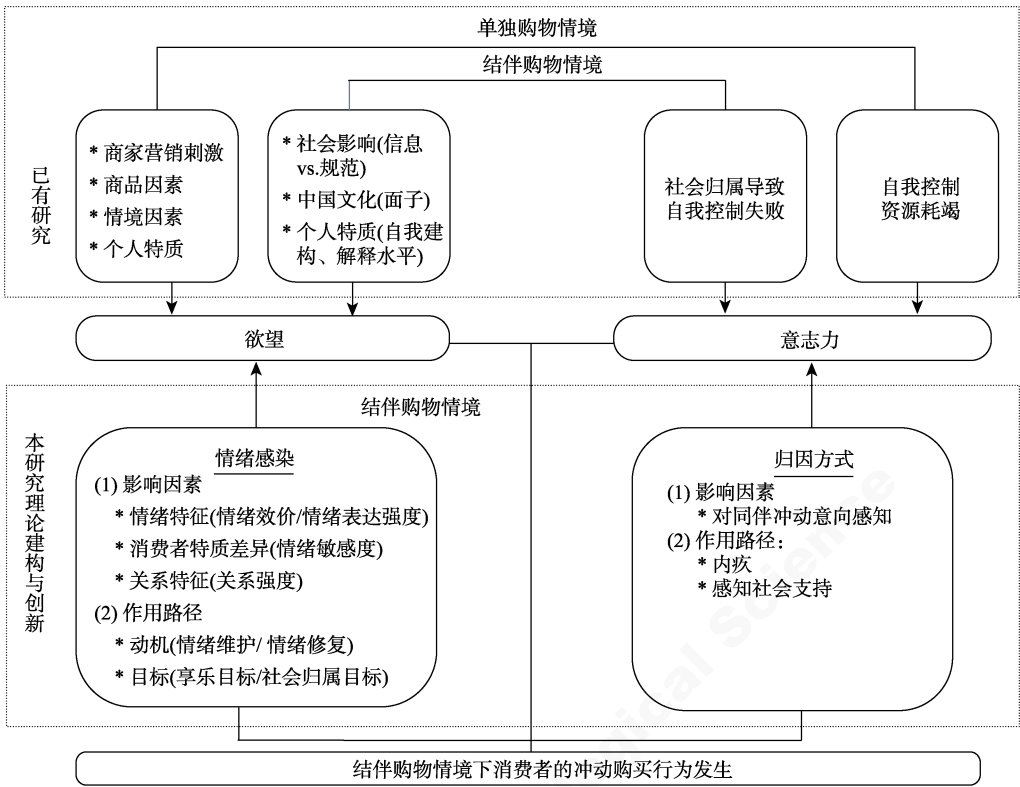 单独购物情境
结伴购物情境
已有研究
* 商家营销刺激
* 商品因素
* 情境因素
* 个人特质
* 社会影响(信息
vs.规范)
* 中国文化(面子)
* 个人特质(自我建
构、解释水平)
社会归属导致
自我控制失败
自我控制
资源耗竭
欲望
意志力
结伴购物情境
本研究理论建构与创新
情绪感染
(1) 影响因素
* 情绪特征(情绪效价/情绪表达强度)
* 消费者特质差异(情绪敏感度)
* 关系特征(关系强度)
(2) 作用路径
* 动机(情绪维护/ 情绪修复)
* 目标(享乐目标/社会归属目标)
归因方式
(1) 影响因素
* 对同伴冲动意向感知
(2) 作用路径：
* 内疚
* 感知社会支持
结伴购物情境下消费者的冲动购买行为发生